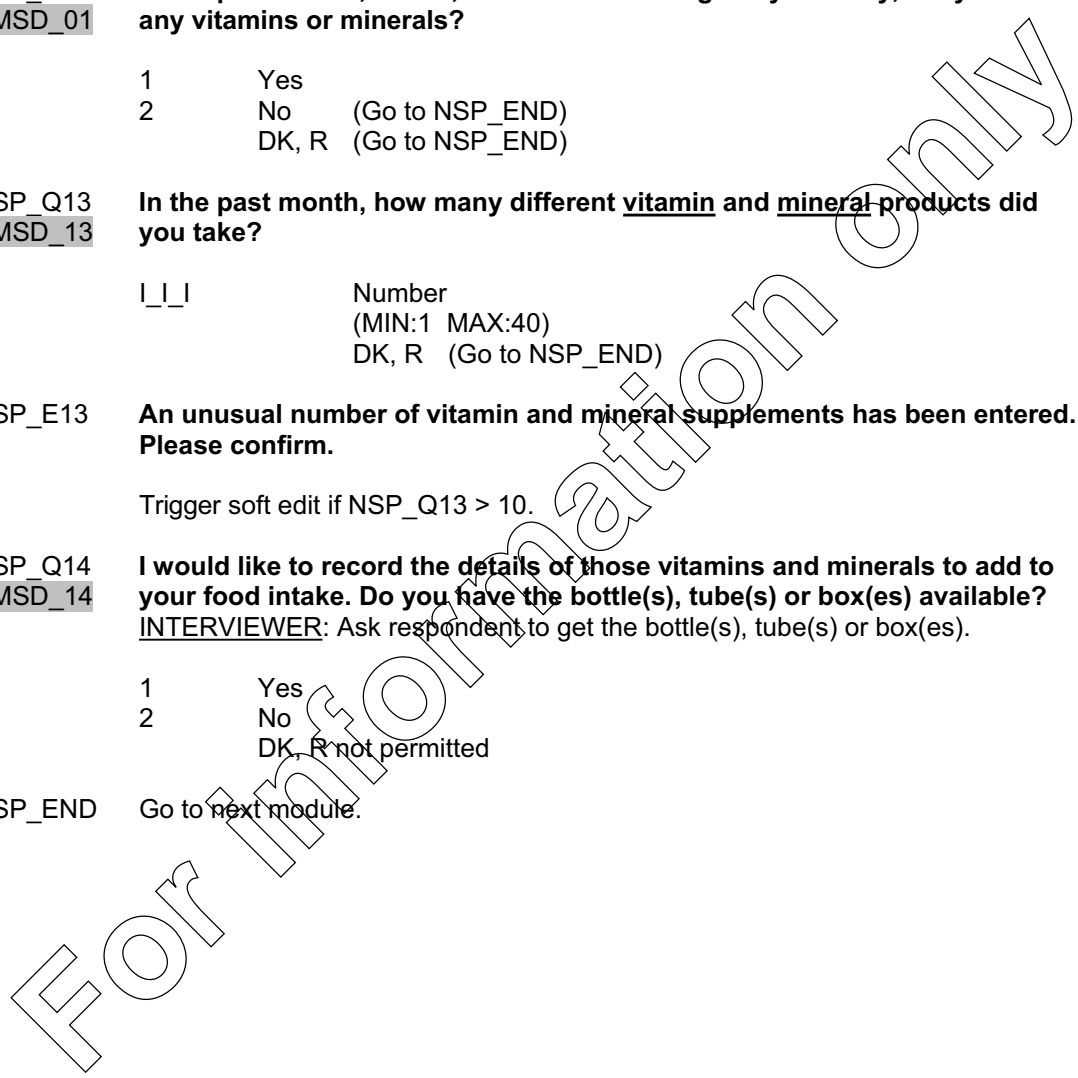 MSD_01 any vitamins or minerals?
1 Yes
2 No (Go to NSP_END)
DK, R (Go to NSP_END)
SP_Q13 In the past month, how many different vitamin and mineral products did
MSD_13 you take?
I_I_I Number
(MIN:1 MAX:40)
DK, R (Go to NSP_END)
SP_E13 An unusual number of vitamin and mineral supplements has been entered.
Please confirm.
Trigger soft edit if NSP_Q13 > 10.
SP_Q14 I would like to record the details of those vitamins and minerals to add to
MSD_14 your food intake. Do you have the bottle(s), tube(s) or box(es) available?
INTERVIEWER: Ask respondent to get the bottle(s), tube(s) or box(es).
1 Yes
2 No
DK, R not permitted
SP_END Go to next module.
For information only